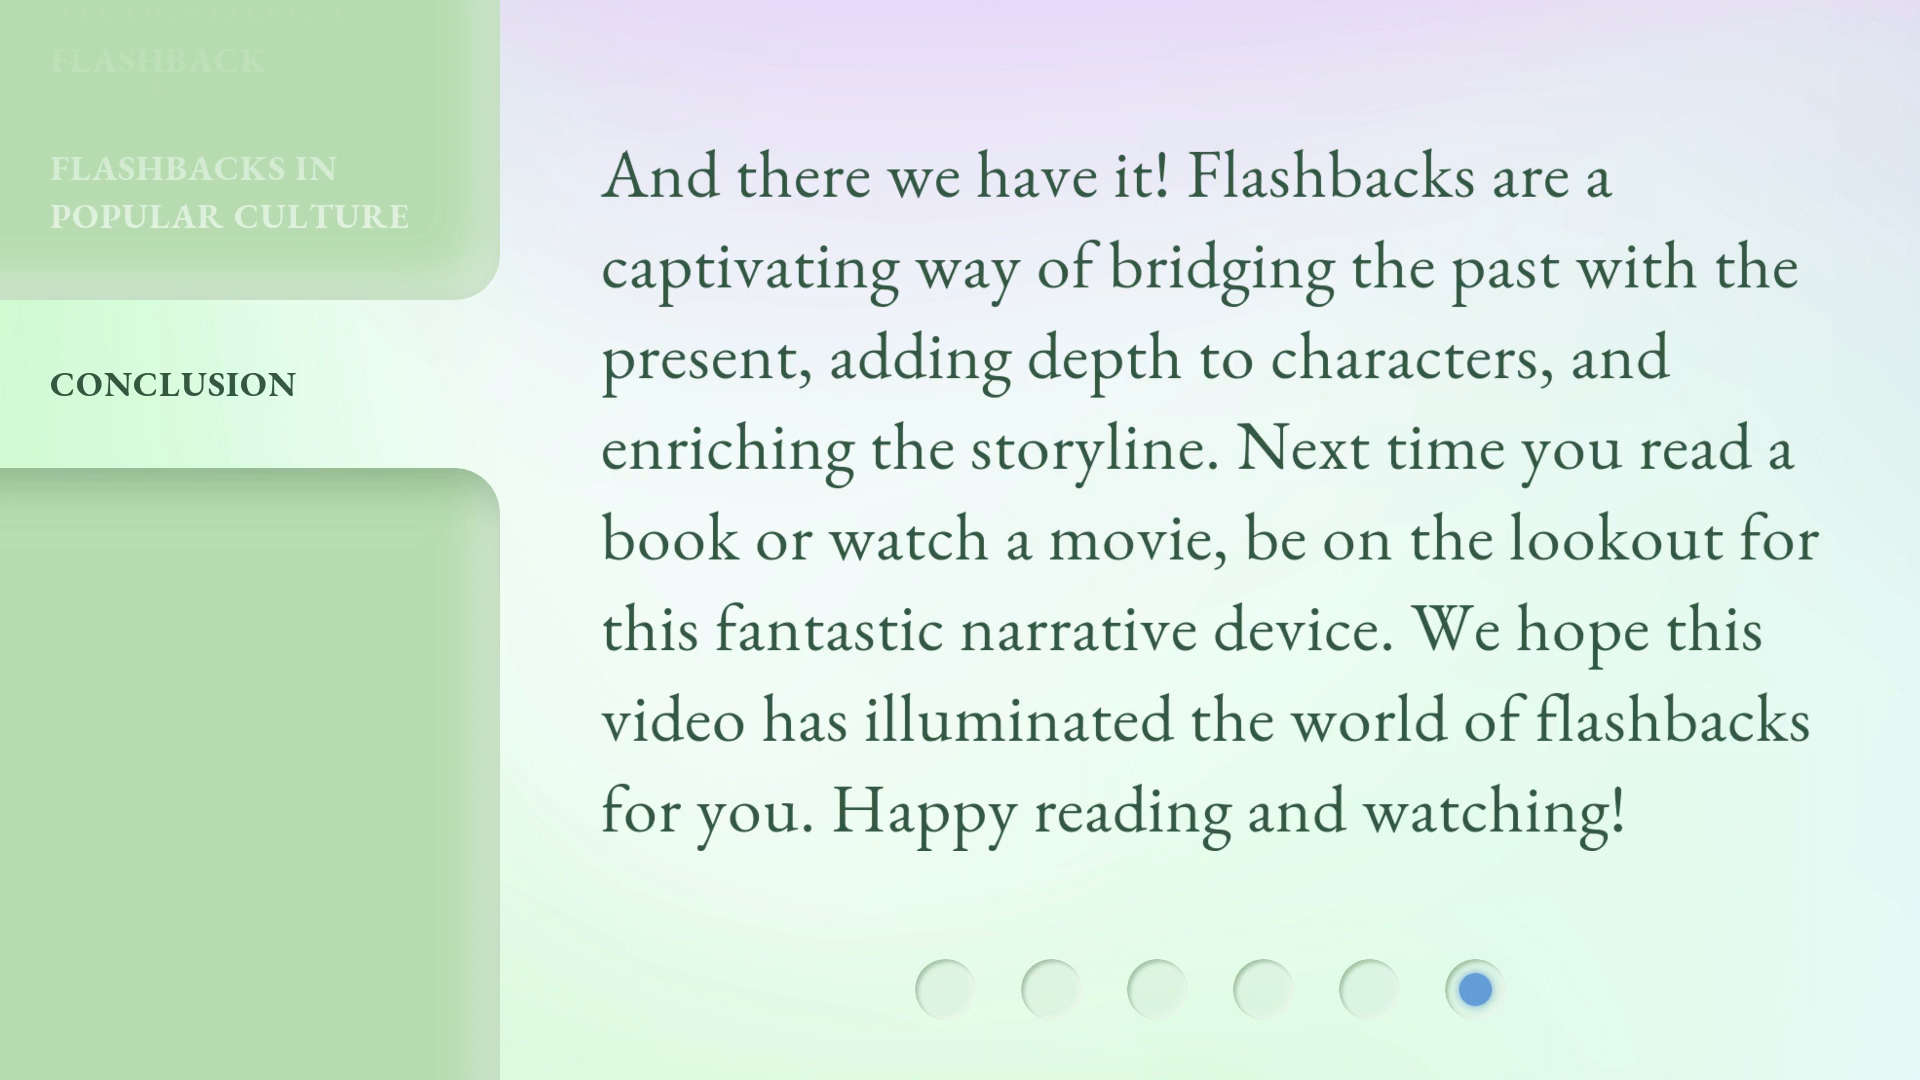 FLASHBACK
FLASHBACKS IN
POPULAR CULTURE
CONCLUSION
And there we have it! Flashbacks are a
captivating way of bridging the past with the
present, adding depth to characters, and
enriching the storyline. Next time you read a
book or watch a movie, be on the lookout for
this fantastic narrative device. We hope this
video has illuminated the world of flashbacks
for you. Happy reading and watching!